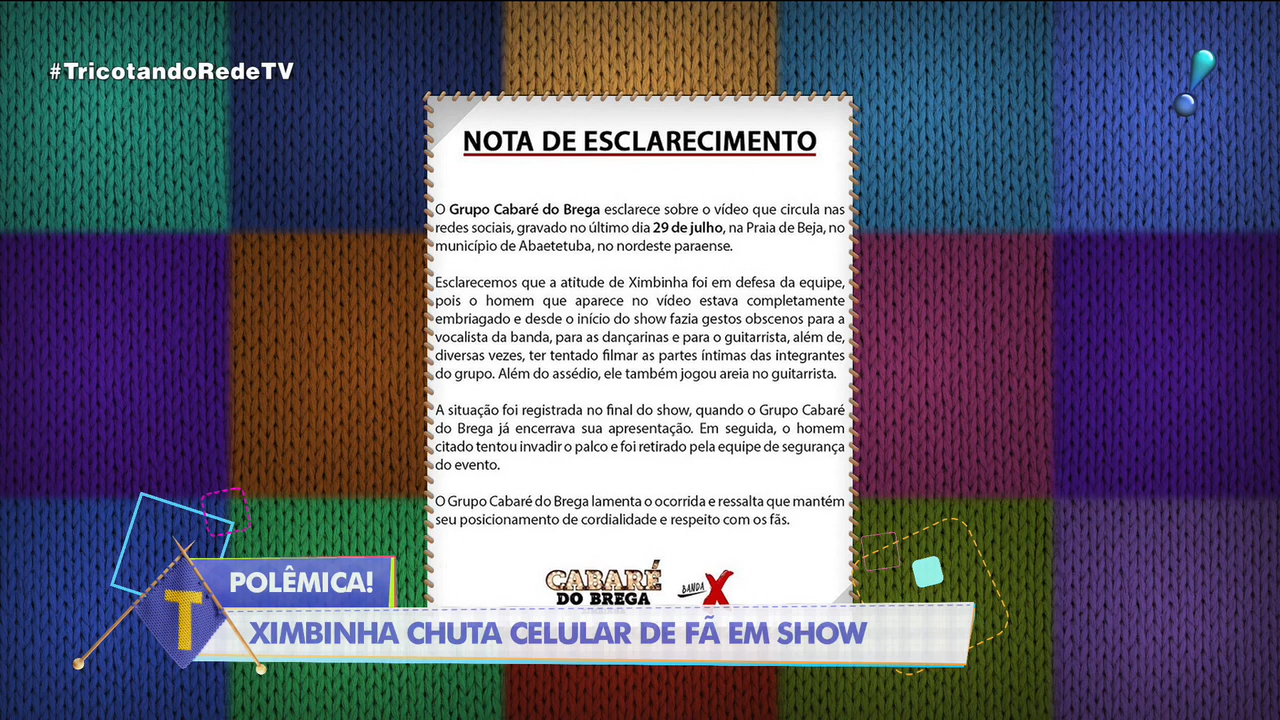 #TricotandoRedeTV
NOTA DE ESCLARECIMENTO
O Grupo Cabaré do Brega esclarece sobre o vídeo que circula nas
redes sociais, gravado no último dia 29 de julho, na Praia de Beja, no
município de Abaetetuba, no nordeste paraense.
Esclarecemos que a atitude de Ximbinha foi em defesa da equipe,
pois o homem que aparece no vídeo estava completamente
embriagado e desde o início do show fazia gestos obscenos para a
vocalista da banda, para as dançarinas e para o guitarrista, além de,
diversas vezes, ter tentado filmar as partes íntimas das integrantes
do grupo. Além do assédio, ele também jogou areia no guitarrista.
A situação foi registrada no final do show, quando o Grupo Cabaré
do Brega já encerrava sua apresentação. Em seguida, o homem
citado tentou invadir o palco e foi retirado pela equipe de segurança
do evento.
O Grupo Cabaré do Brega lamenta o ocorrido e ressalta que mantém
seu posicionamento de cordialidade e respeito com os fãs.
CABARÉ
DO BREGA
BANDA X
POLÊMICA!
T
XIMBINHA CHUTA CELULAR DE FÃ EM SHOW